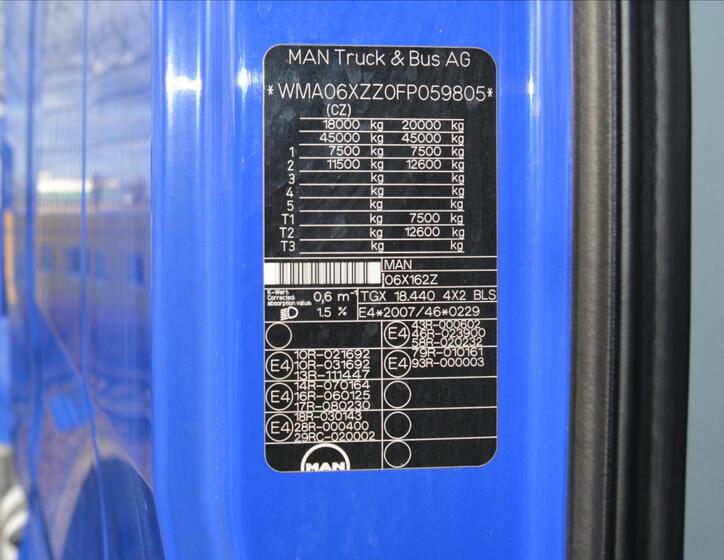 MAN Truck & Bus AG
*WMA06XZZ0FP059805*
(CZ)
18000 kg 20000 kg
45000 kg 45000 kg
1 7500 kg 7500 kg
2 11500 kg 12600 kg
3 kg kg
4 kg kg
5 kg kg
T1 kg 7500 kg
T2 kg 12600 kg
T3 kg kg
MAN
06X162Z
K-Wert:
Corrected
absorption value:
0,6 m⁻¹
1.5 %
TGX 18.440 4X2 BLS
E4*2007/46*0229
E4
43R-000602
46R-023900
58R-020232
E4
10R-021692
10R-031692
13R-111447
E4
79R-010161
93R-000003
14R-070164
E4
16R-060125
17R-080230
E4
18R-030143
28R-000400
29RC-020002
MAN